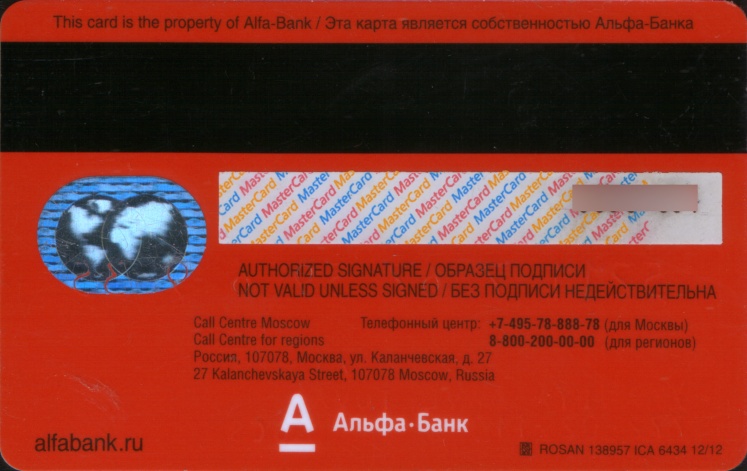 This card is the property of Alfa-Bank / Эта карта является собственностью Альфа-Банка
AUTHORIZED SIGNATURE / ОБРАЗЕЦ ПОДПИСИ
NOT VALID UNLESS SIGNED / БЕЗ ПОДПИСИ НЕДЕЙСТВИТЕЛЬНА
Call Centre Moscow Телефонный центр: +7-495-78-888-78 (для Москвы)
Call Centre for regions 8-800-200-00-00 (для регионов)
Россия, 107078, Москва, ул. Каланчевская, д. 27
27 Kalanchevskaya Street, 107078 Moscow, Russia
А Альфа·Банк
alfabank.ru
ROSAN 138957 ICA 6434 12/12